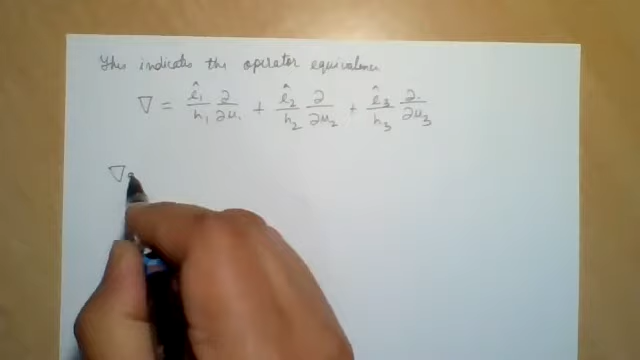 This indicates the operator equivalence
∇ = ê₁/h₁ ∂/∂u₁ + ê₂/h₂ ∂/∂u₂ + ê₃/h₃ ∂/∂u₃
∇